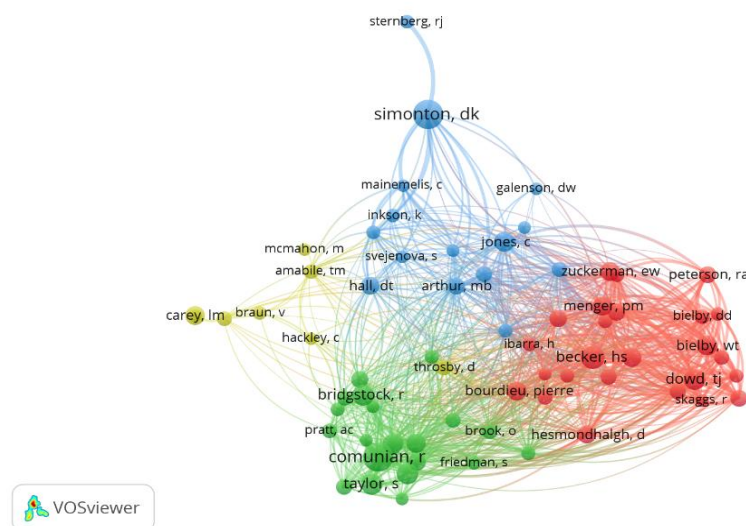 sternberg, rj
simonton, dk
mainemelis, c
galenson, dw
inkson, k
mcmahon, m
svejenova, s
jones, c
amabile, tm
zuckerman, ew
peterson, ra
hall, dt
arthur, mb
carey, lm
braun, v
menger, pm
bielby, dd
hackley, c
ibarra, h
bielby, wt
throsby, d
becker, hs
bridgstock, r
bourdieu, pierre
dowd, tj
skaggs, r
pratt, ac
brook, o
hesmondhalgh, d
comunian, r
friedman, s
taylor, s
VOSviewer